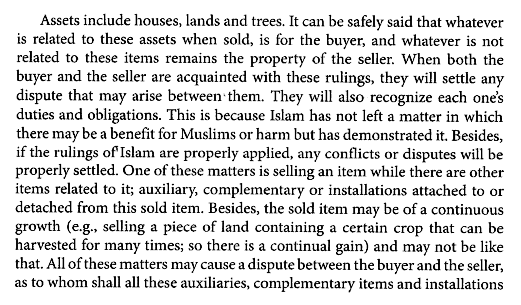 Assets include houses, lands and trees. It can be safely said that whatever
is related to these assets when sold, is for the buyer, and whatever is not
related to these items remains the property of the seller. When both the
buyer and the seller are acquainted with these rulings, they will settle any
dispute that may arise between them. They will also recognize each one's
duties and obligations. This is because Islam has not left a matter in which
there may be a benefit for Muslims or harm but has demonstrated it. Besides,
if the rulings of Islam are properly applied, any conflicts or disputes will be
properly settled. One of these matters is selling an item while there are other
items related to it; auxiliary, complementary or installations attached to or
detached from this sold item. Besides, the sold item may be of a continuous
growth (e.g., selling a piece of land containing a certain crop that can be
harvested for many times; so there is a continual gain) and may not be like
that. All of these matters may cause a dispute between the buyer and the seller,
as to whom shall all these auxiliaries, complementary items and installations